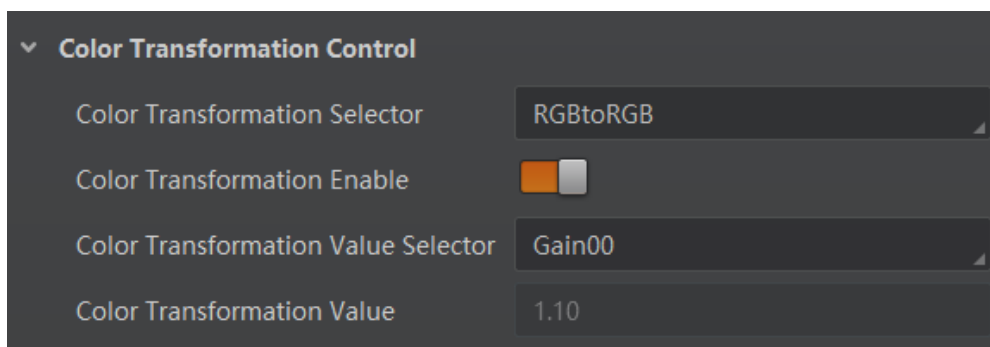 Color Transformation Control
Color Transformation Selector RGBtoRGB
Color Transformation Enable
Color Transformation Value Selector Gain00
Color Transformation Value 1.10